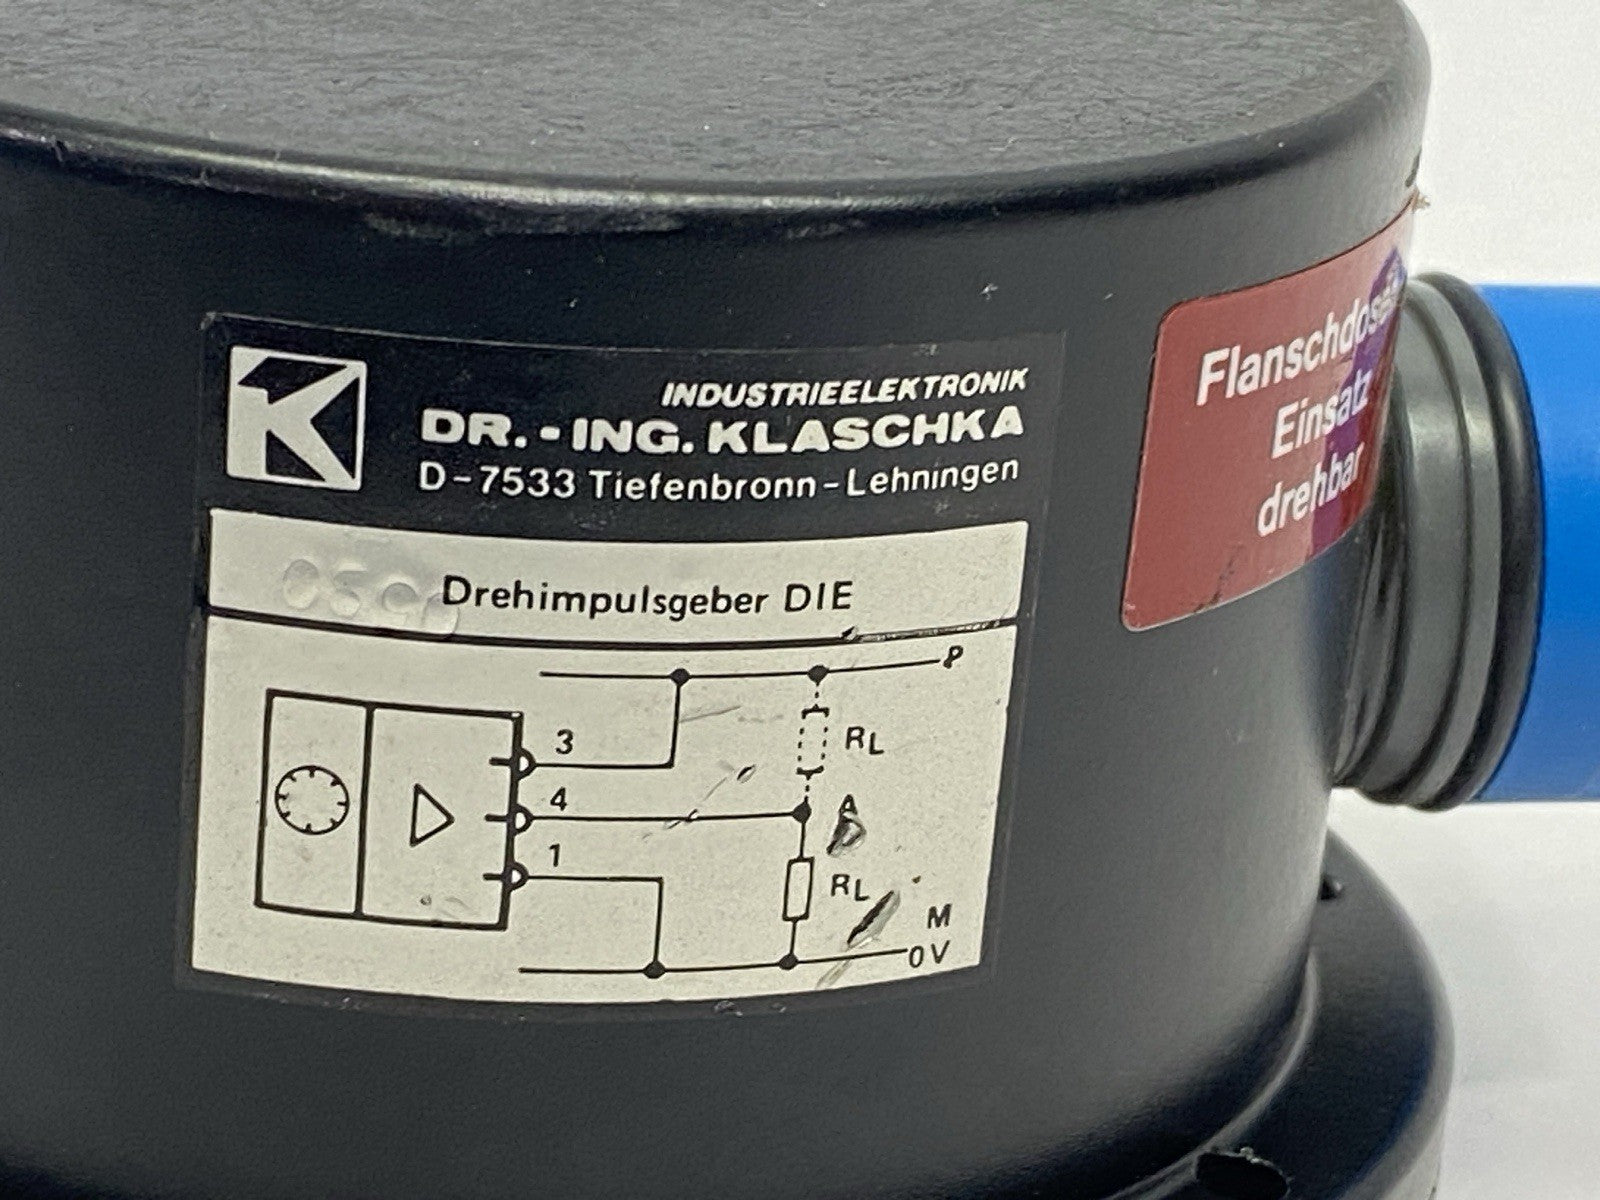 INDUSTRIEELEKTRONIK
DR.-ING. KLASCHKA
D-7533 Tiefenbronn-Lehningen
Drehimpulsgeber DIE
P
3
RL
4
A
1
RL
M
0V
Flanschdose
Einsatz
drehbar